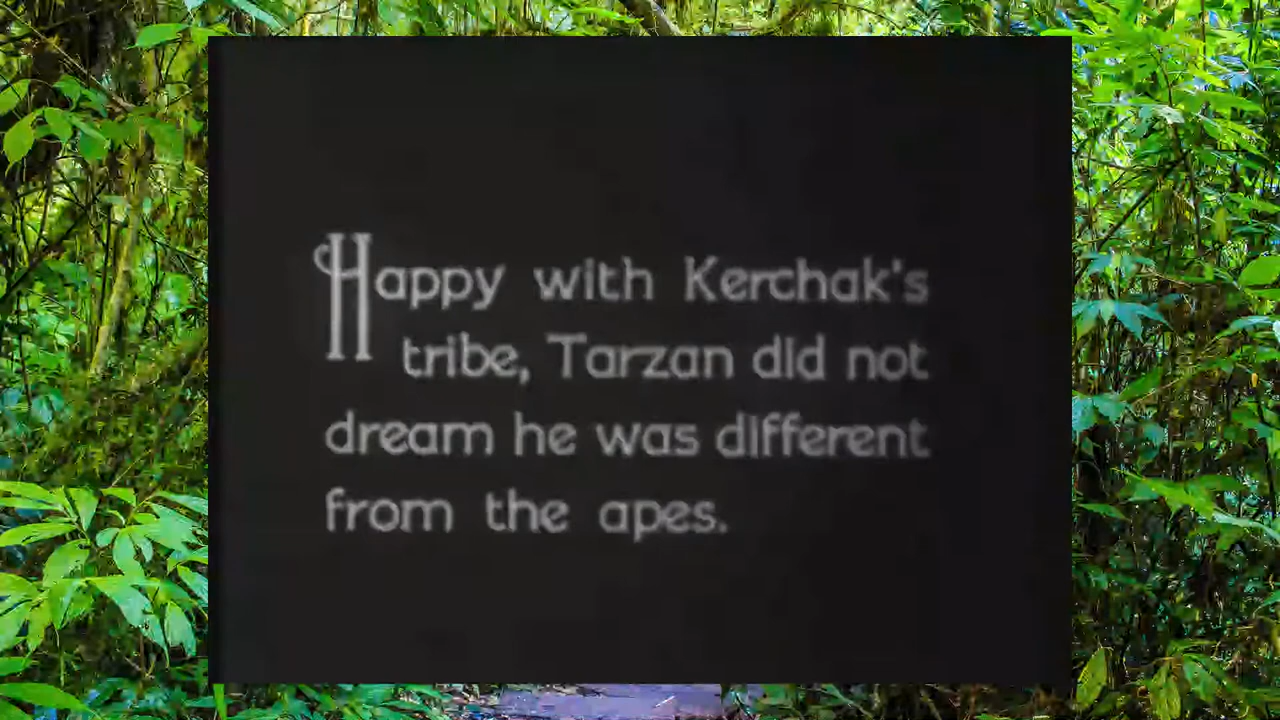 Happy with Kerchak's
tribe, Tarzan did not
dream he was different
from the apes.